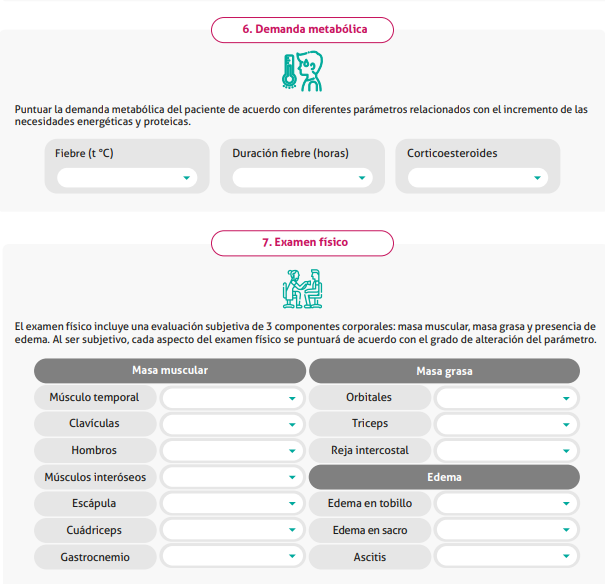 6. Demanda metabólica
Puntuar la demanda metabólica del paciente de acuerdo con diferentes parámetros relacionados con el incremento de las
necesidades energéticas y proteicas.
Fiebre (t °C)
Duración fiebre (horas)
Corticoesteroides
7. Examen físico
El examen físico incluye una evaluación subjetiva de 3 componentes corporales: masa muscular, masa grasa y presencia de
edema. Al ser subjetivo, cada aspecto del examen físico se puntuará de acuerdo con el grado de alteración del parámetro.
Masa muscular
Músculo temporal
Clavículas
Hombros
Músculos interóseos
Escápula
Cuádriceps
Gastrocnemio
Masa grasa
Orbitales
Triceps
Reja intercostal
Edema
Edema en tobillo
Edema en sacro
Ascitis